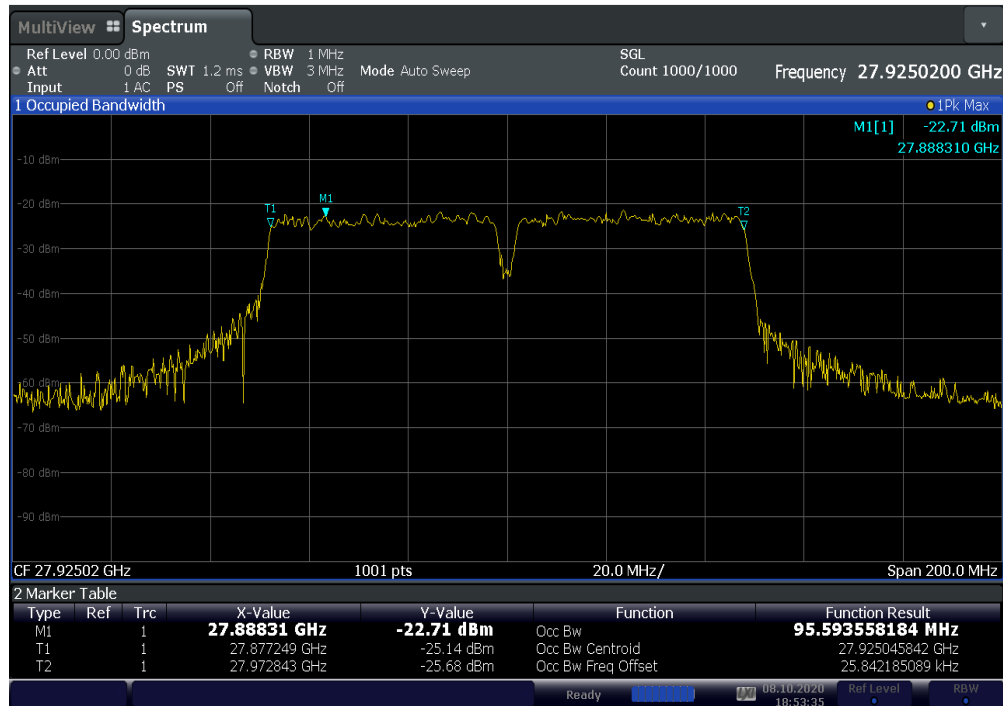 MultiView Spectrum
Ref Level 0.00 dBm RBW 1 MHz SGL
Att 0 dB SWT 1.2 ms VBW 3 MHz Mode Auto Sweep Count 1000/1000 Frequency 27.9250200 GHz
Input 1 AC PS Off Notch Off
1 Occupied Bandwidth 1Pk Max
M1[1] -22.71 dBm
27.888310 GHz
-10 dBm
M1
-20 dBm
T1 T2
-30 dBm
-40 dBm
-50 dBm
-60 dBm
-70 dBm
-80 dBm
-90 dBm
CF 27.92502 GHz 1001 pts 20.0 MHz/ Span 200.0 MHz
2 Marker Table
Type Ref Trc X-Value Y-Value Function Function Result
M1 1 27.88831 GHz -22.71 dBm Occ Bw 95.593558184 MHz
T1 1 27.877249 GHz -25.14 dBm Occ Bw Centroid 27.925045842 GHz
T2 1 27.972843 GHz -25.68 dBm Occ Bw Freq Offset 25.842185089 kHz
Ready 08.10.2020 Ref Level RBW
18:53:35